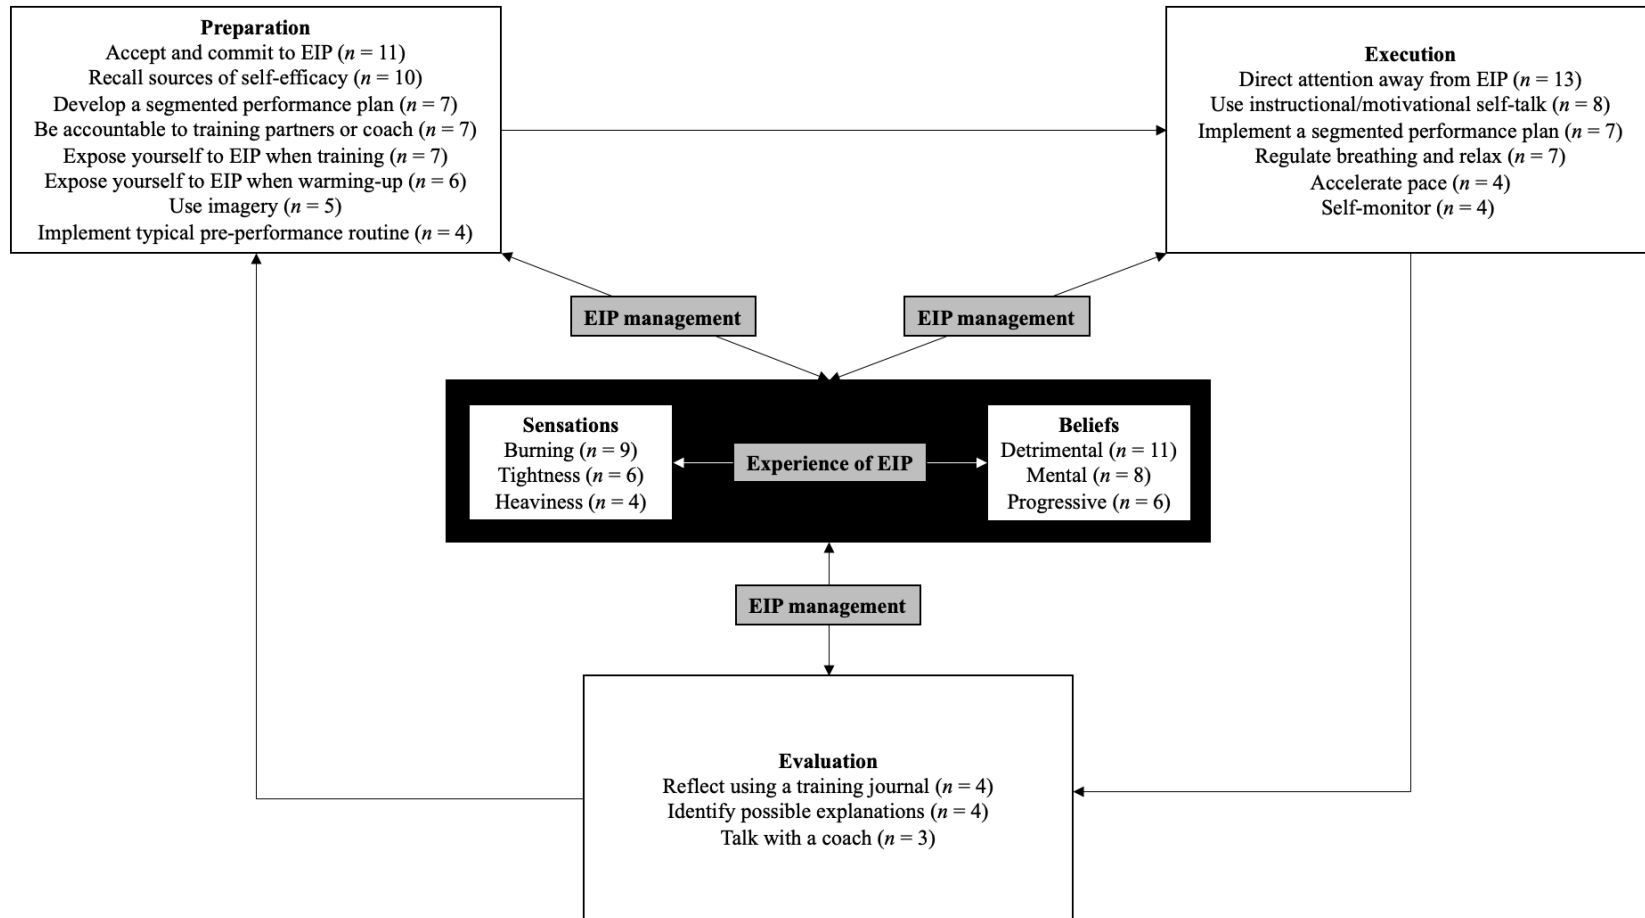 Preparation
Accept and commit to EIP (n = 11)
Recall sources of self-efficacy (n = 10)
Develop a segmented performance plan (n = 7)
Be accountable to training partners or coach (n = 7)
Expose yourself to EIP when training (n = 7)
Expose yourself to EIP when warming-up (n = 6)
Use imagery (n = 5)
Implement typical pre-performance routine (n = 4)
Execution
Direct attention away from EIP (n = 13)
Use instructional/motivational self-talk (n = 8)
Implement a segmented performance plan (n = 7)
Regulate breathing and relax (n = 7)
Accelerate pace (n = 4)
Self-monitor (n = 4)
EIP management
EIP management
Sensations
Burning (n = 9)
Tightness (n = 6)
Heaviness (n = 4)
Experience of EIP
Beliefs
Detrimental (n = 11)
Mental (n = 8)
Progressive (n = 6)
EIP management
Evaluation
Reflect using a training journal (n = 4)
Identify possible explanations (n = 4)
Talk with a coach (n = 3)